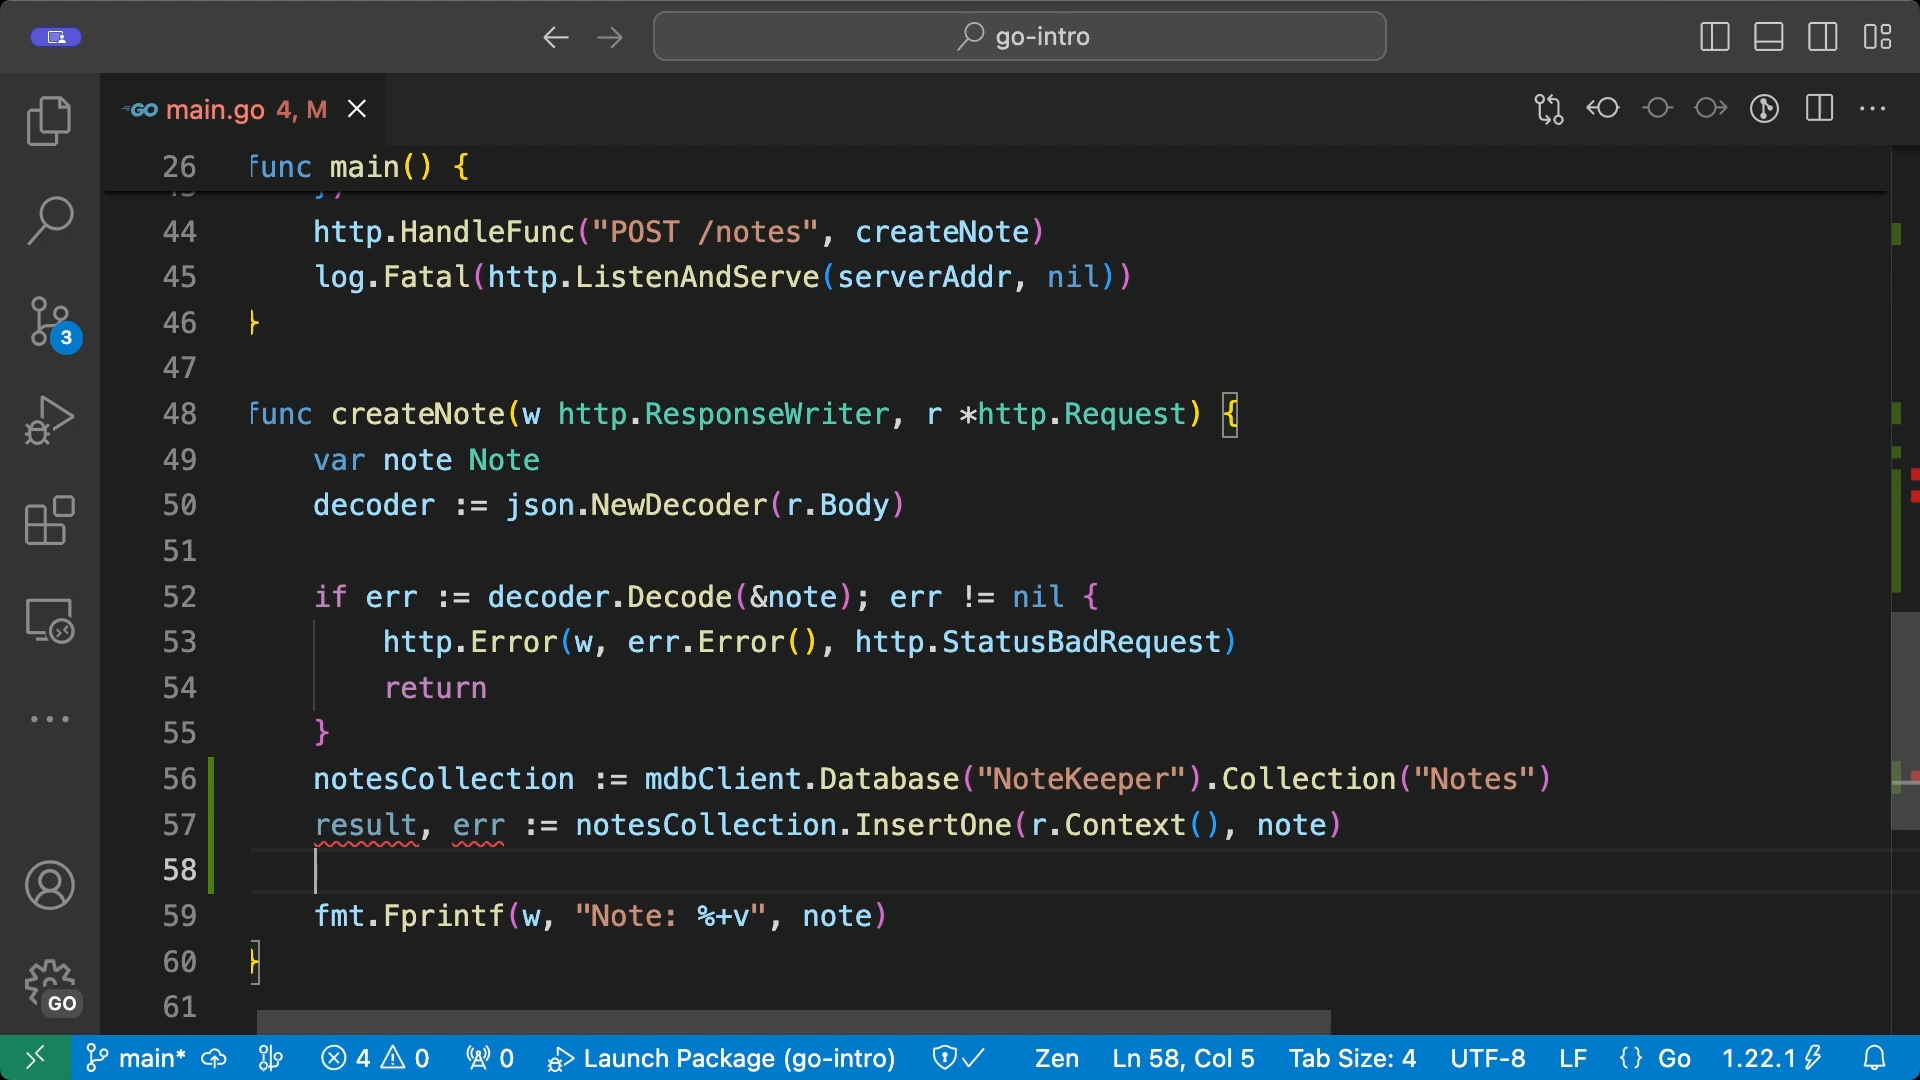 go-intro
GO main.go 4, M
26 func main() {
44 http.HandleFunc("POST /notes", createNote)
45 log.Fatal(http.ListenAndServe(serverAddr, nil))
46 }
47
48 func createNote(w http.ResponseWriter, r *http.Request) {
49 var note Note
50 decoder := json.NewDecoder(r.Body)
51
52 if err := decoder.Decode(&note); err != nil {
53 http.Error(w, err.Error(), http.StatusBadRequest)
54 return
55 }
56 notesCollection := mdbClient.Database("NoteKeeper").Collection("Notes")
57 result, err := notesCollection.InsertOne(r.Context(), note)
58
59 fmt.Fprintf(w, "Note: %+v", note)
60 }
61
3
GO
main* 4 0 0 Launch Package (go-intro) Zen Ln 58, Col 5 Tab Size: 4 UTF-8 LF {} Go 1.22.1